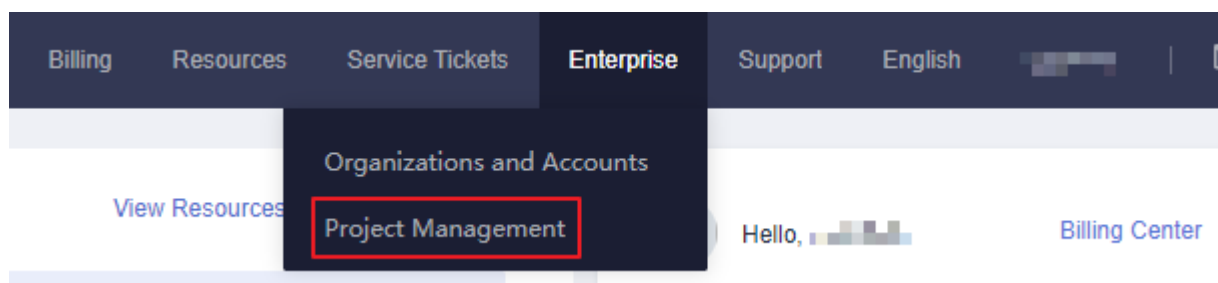 Billing Resources Service Tickets Enterprise Support English
Organizations and Accounts
View Resources
Project Management
Hello,
Billing Center